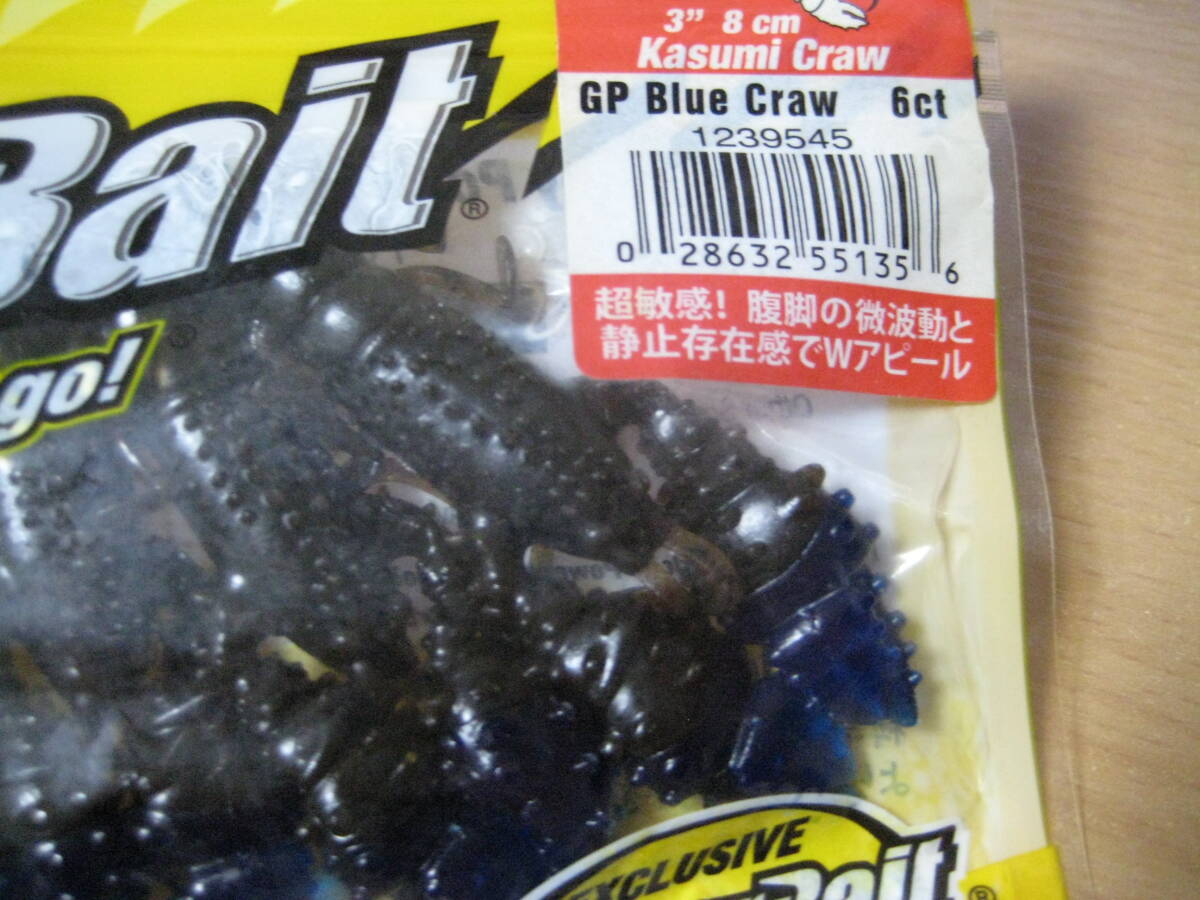 3” 8 cm
Kasumi Craw
GP Blue Craw 6ct
1239545
0 28632 55135 6
超敏感! 腹脚の微波動と
静止存在感でWアピール
Bait®
go!
EXCLUSIVE
Bait®